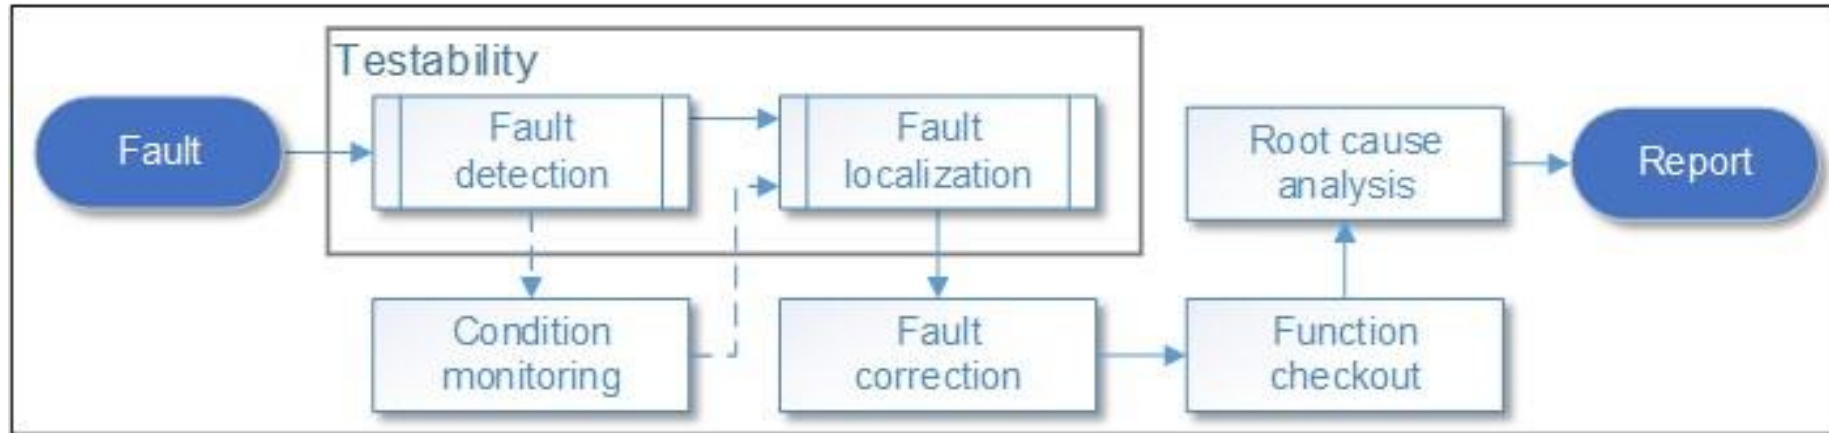 Testability
Fault
Fault
detection
Fault
localization
Root cause
analysis
Report
Condition
monitoring
Fault
correction
Function
checkout